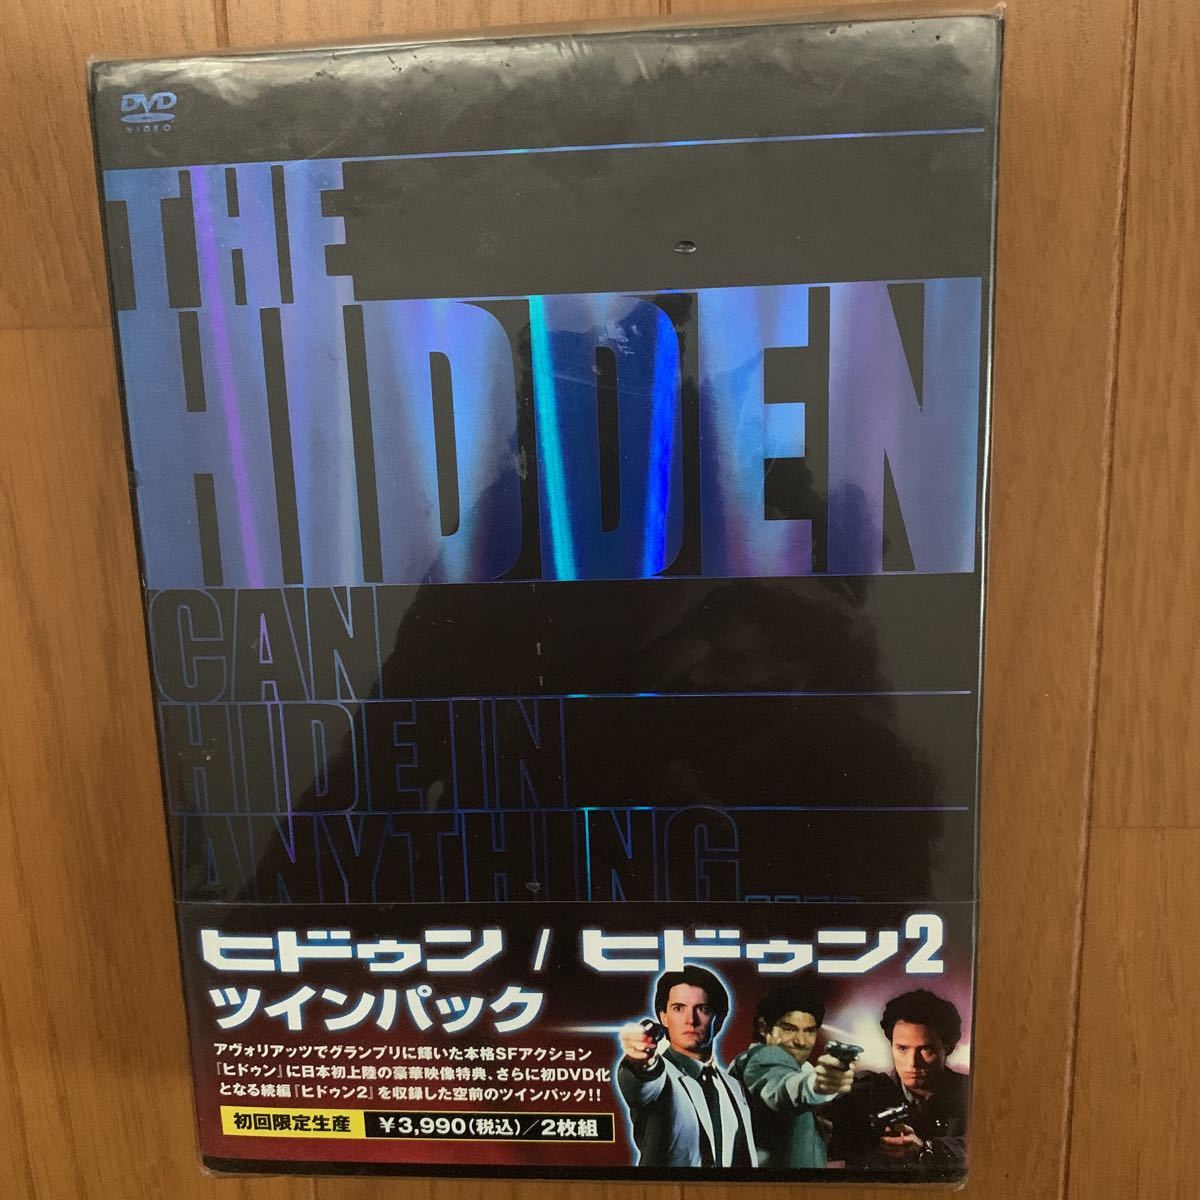 DVD
VIDEO
THE
HIDDEN
CAN
HIDE IN
ANYTHING....
ヒドゥン / ヒドゥン2
ツインパック
アヴォリアッツでグランプリに輝いた本格SFアクション
『ヒドゥン』に日本初上陸の豪華映像特典、さらに初DVD化
となる続編『ヒドゥン2』を収録した空前のツインパック!!
初回限定生産 ￥3,990(税込)/2枚組